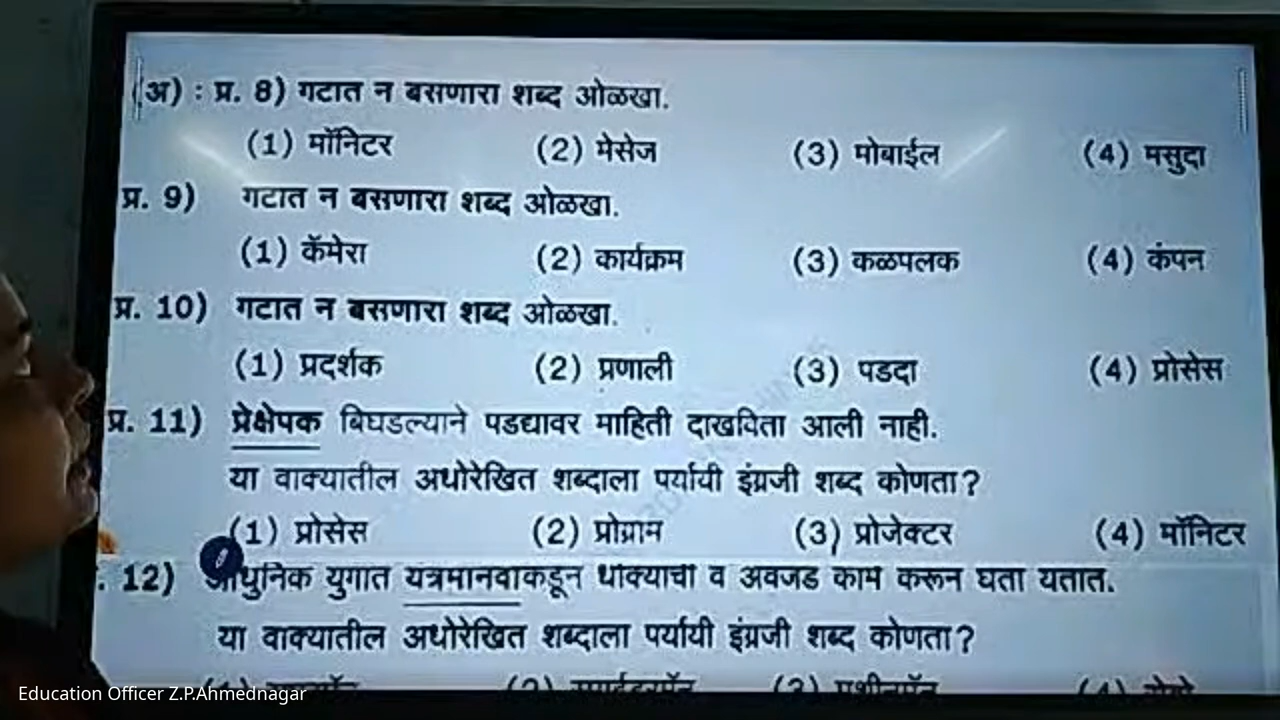 (अ) : प्र. 8) गटात न बसणारा शब्द ओळखा.
(1) मॉनिटर (2) मेसेज (3) मोबाईल (4) मसुदा
प्र. 9) गटात न बसणारा शब्द ओळखा.
(1) कॅमेरा (2) कार्यक्रम (3) कळपलक (4) कंपन
प्र. 10) गटात न बसणारा शब्द ओळखा.
(1) प्रदर्शक (2) प्रणाली (3) पडदा (4) प्रोसेस
प्र. 11) प्रेक्षेपक बिघडल्याने पडद्यावर माहिती दाखविता आली नाही.
या वाक्यातील अधोरेखित शब्दाला पर्यायी इंग्रजी शब्द कोणता?
(1) प्रोसेस (2) प्रोग्राम (3) प्रोजेक्टर (4) मॉनिटर
. 12) आधुनिक युगात यंत्रमानवाकडून धोक्याची व अवजड कामे करून घेता येतात.
या वाक्यातील अधोरेखित शब्दाला पर्यायी इंग्रजी शब्द कोणता?
Education Officer Z.P.Ahmednagar